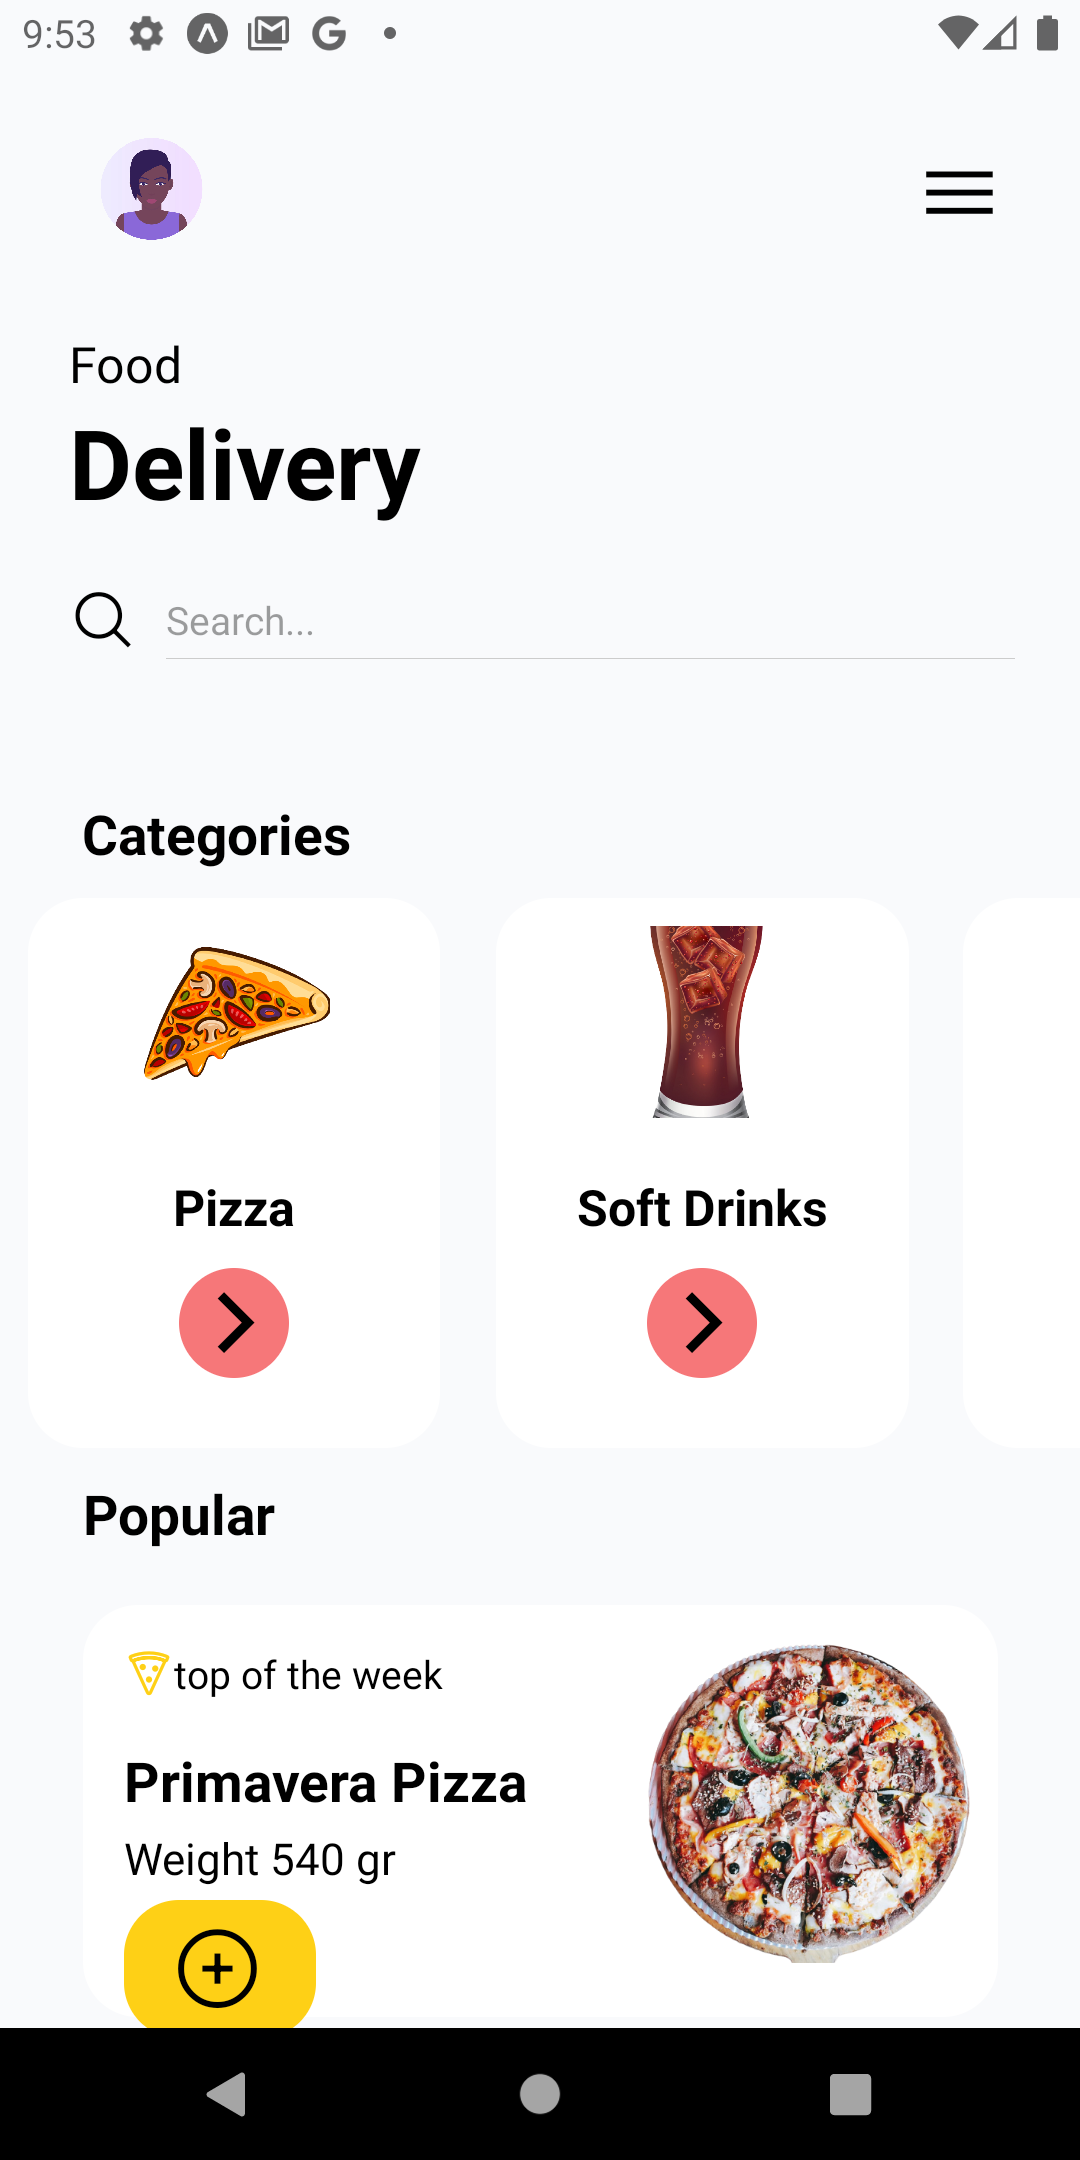 9:53
Food
Delivery
Search...
Categories
Pizza
Soft Drinks
Popular
top of the week
Primavera Pizza
Weight 540 gr